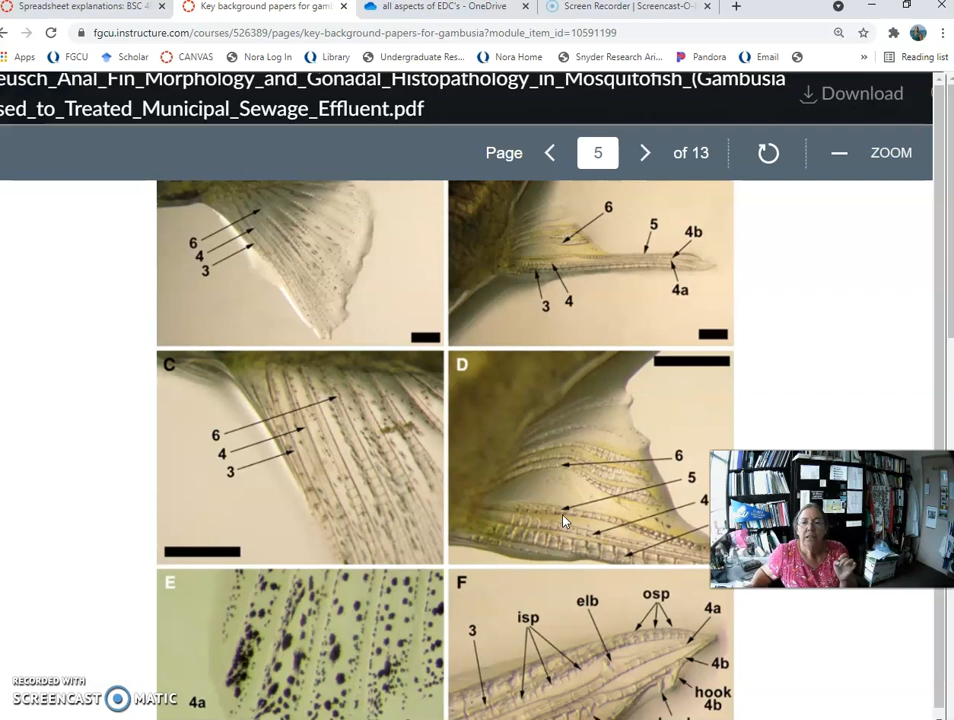 Spreadsheet explanations: BSC 4
Key background papers for gam
all aspects of EDC's - OneDrive
Screen Recorder | Screencast-O-
fgcu.instructure.com/courses/526389/pages/key-background-papers-for-gambusia?module_item_id=10591199
Apps
Scholar
CANVAS
FGCU
Nora Log In
Library
Undergraduate Res...
Nora Home
Snyder Research Ari...
Pandora
Email
»
Reading list
eusch_Anal_Fin_Morphology_and_Gonadal_Histopathology_in_Mosquitofish_(Gambusia
sed_to_Treated_Municipal_Sewage_Effluent.pdf
Download
Page
5
of 13
ZOOM
6
4
3
6
5
4b
3
4
4a
C
6
4
3
D
6
5
4
E
4a
F
3
isp
elb
osp
4a
4b
hook
4b
RECORDED WITH
SCREENCAST MATIC